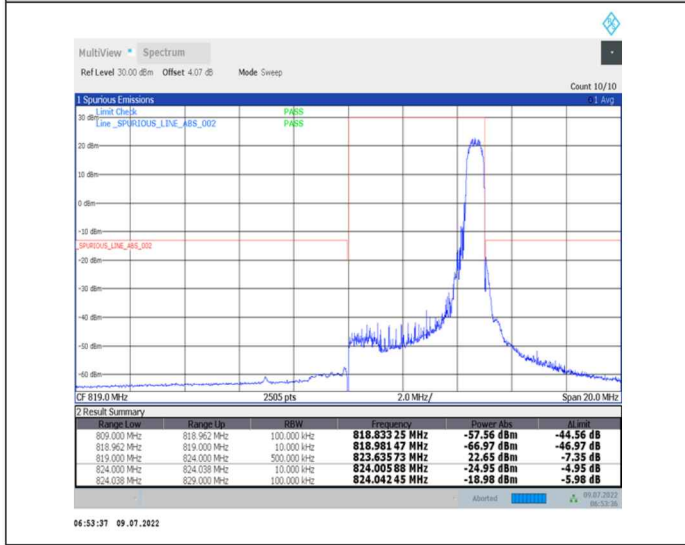 MultiView Spectrum
Ref Level 30.00 dBm Offset 4.07 dB Mode Sweep
Count 10/10
1 Spurious Emissions 1 Avg
Limit Check PASS
30 dBm
Line _SPURIOUS_LINE_ABS_002 PASS
20 dBm
10 dBm
0 dBm
-10 dBm
_SPURIOUS_LINE_ABS_002
-20 dBm
-30 dBm
-40 dBm
-50 dBm
-60 dBm
CF 819.0 MHz 2505 pts 2.0 MHz/ Span 20.0 MHz
2 Result Summary
Range Low Range Up RBW Frequency Power Abs ΔLimit
809.000 MHz 818.962 MHz 100.000 kHz 818.833 25 MHz -57.56 dBm -44.56 dB
818.962 MHz 819.000 MHz 10.000 kHz 818.981 47 MHz -66.97 dBm -46.97 dB
819.000 MHz 824.000 MHz 500.000 kHz 823.635 73 MHz 22.65 dBm -7.35 dB
824.000 MHz 824.038 MHz 10.000 kHz 824.005 88 MHz -24.95 dBm -4.95 dB
824.038 MHz 829.000 MHz 100.000 kHz 824.042 45 MHz -18.98 dBm -5.98 dB
Aborted 09.07.2022
06:53:36
06:53:37 09.07.2022